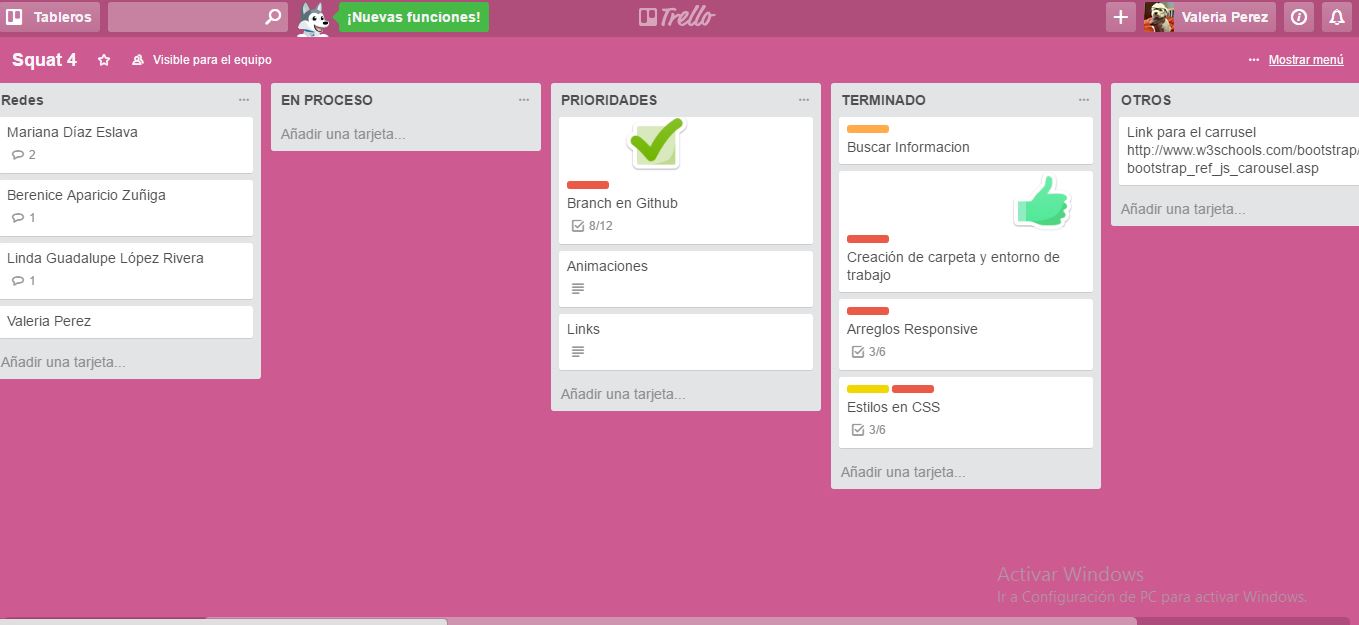 Tableros
¡Nuevas funciones!
Trello
Valeria Perez
Squat 4
Visible para el equipo
Mostrar menú
Redes
Mariana Díaz Eslava
2
Berenice Aparicio Zuñiga
1
Linda Guadalupe López Rivera
1
Valeria Perez
Añadir una tarjeta...
EN PROCESO
Añadir una tarjeta...
PRIORIDADES
Branch en Github
8/12
Animaciones
Links
Añadir una tarjeta...
TERMINADO
Buscar Informacion
Creación de carpeta y entorno de
trabajo
Arreglos Responsive
3/6
Estilos en CSS
3/6
Añadir una tarjeta...
OTROS
Link para el carrusel
http://www.w3schools.com/bootstrap/
bootstrap_ref_js_carousel.asp
Añadir una tarjeta...
Activar Windows
Ir a Configuración de PC para activar Windows.